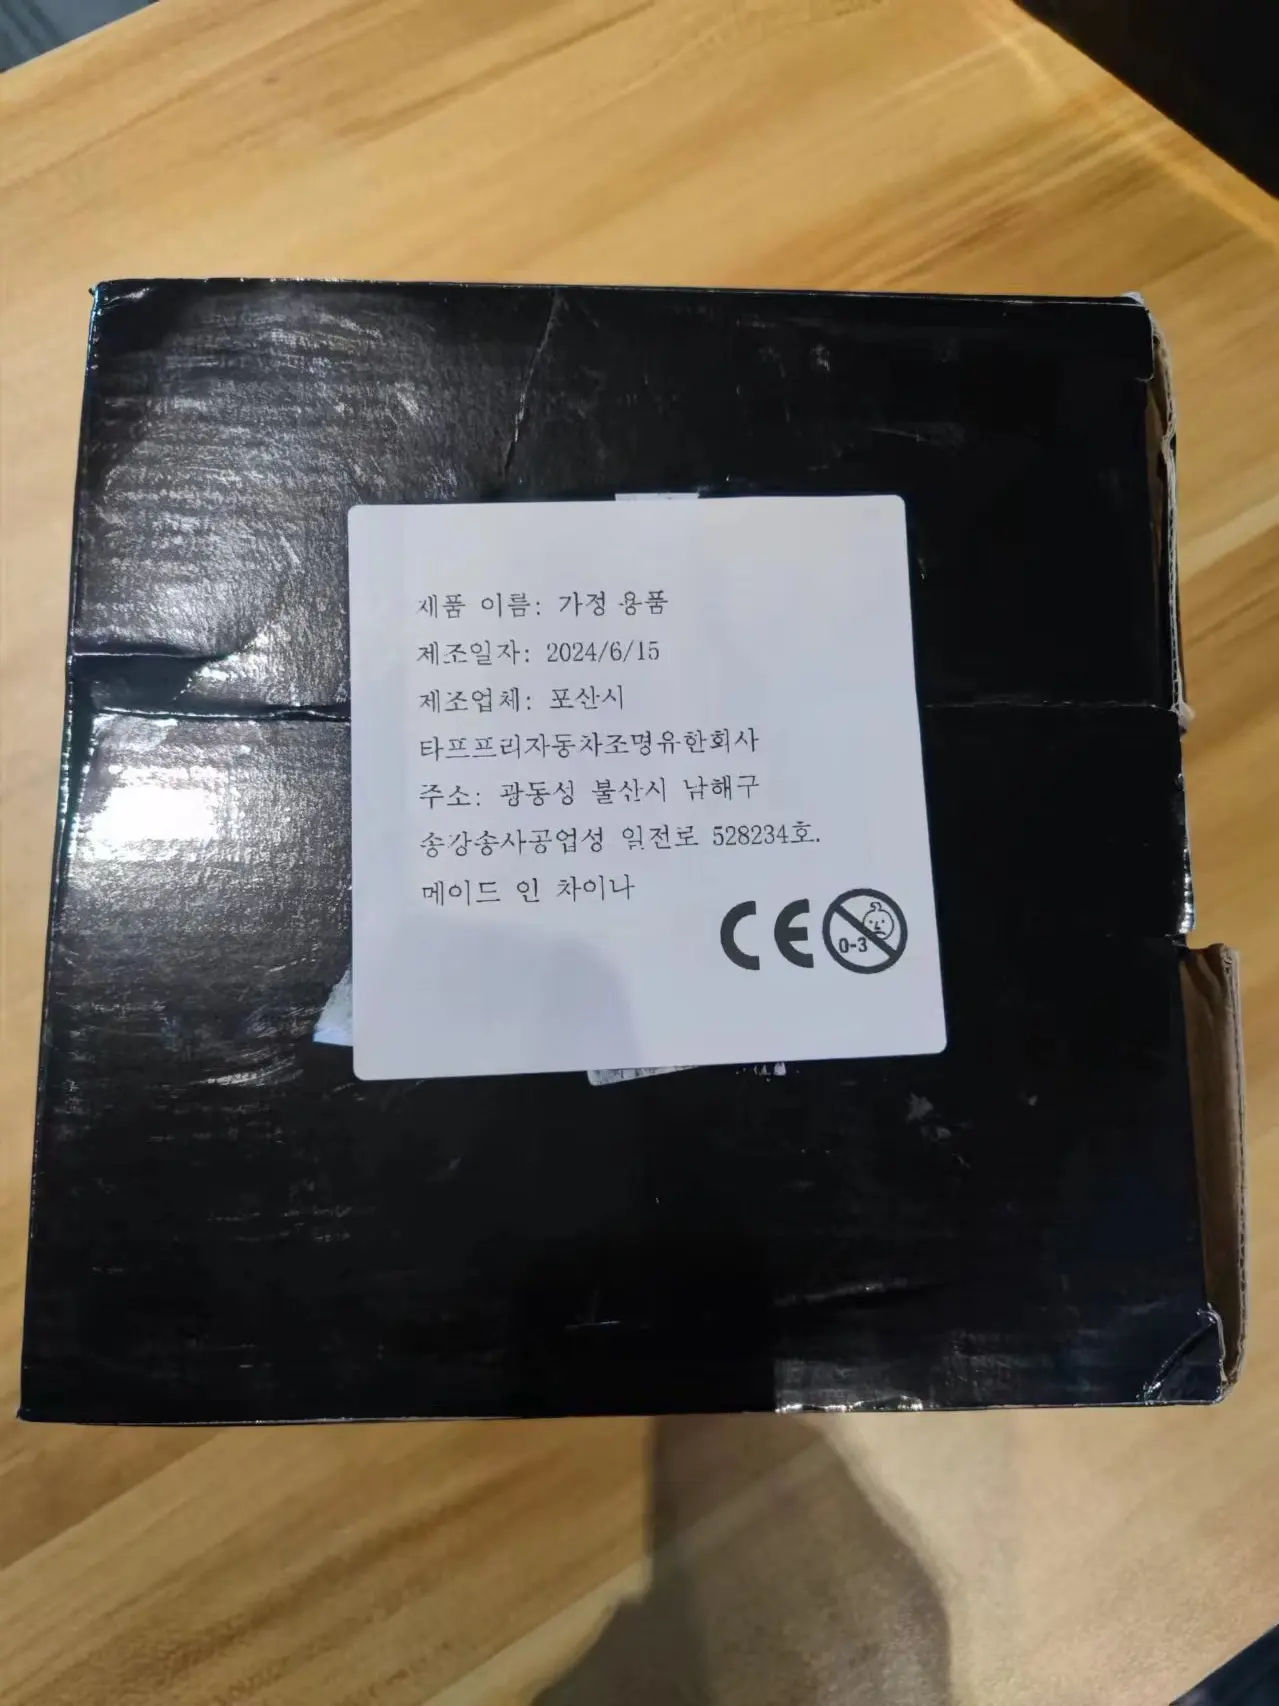 제품 이름: 가정 용품
제조일자: 2024/6/15
제조업체: 포산시
타프프리자동차조명유한회사
주소: 광동성 불산시 남해구
송강송사공업성 일전로 528234호.
메이드 인 차이나
CE
0-3